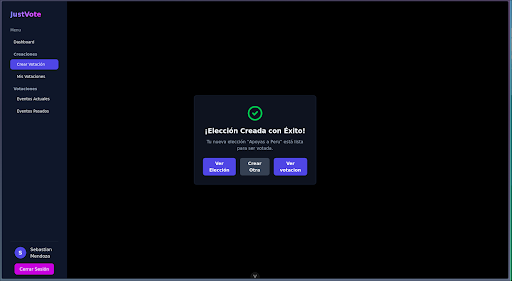 JustVote
Menu
Dashboard
Creaciones
Crear Votación
Mis Votaciones
Votaciones
Eventos Actuales
Eventos Pasados
¡Elección Creada con Éxito!
Tu nueva elección "Apoyas a Peru" está lista
para ser votada.
Ver
Elección
Crear
Otra
Ver
votacion
S
Sebastian
Mendoza
Cerrar Sesión